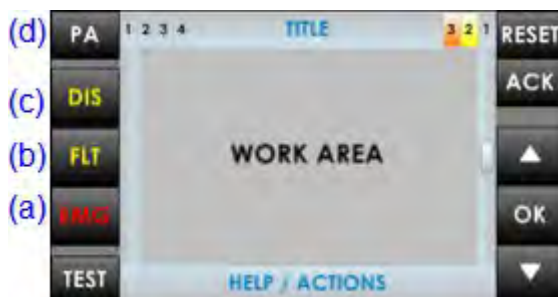 (d) PA 1 2 3 4 TITLE 3 2 1 RESET
ACK
(c) DIS
(b) FLT WORK AREA
(a) EMG OK
TEST HELP / ACTIONS